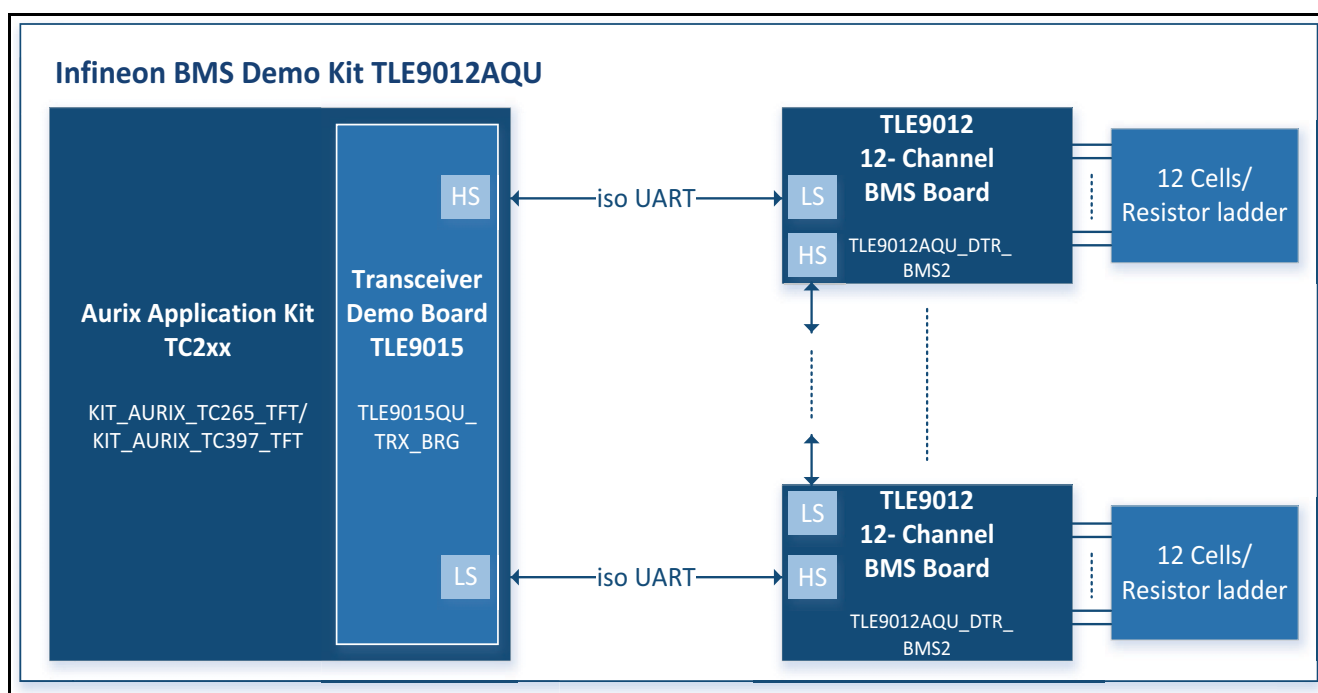 Infineon BMS Demo Kit TLE9012AQU
Aurix Application Kit
TC2xx
KIT_AURIX_TC265_TFT/
KIT_AURIX_TC397_TFT
HS
Transceiver
Demo Board
TLE9015
TLE9015QU_
TRX_BRG
LS
iso UART
iso UART
TLE9012
12- Channel
BMS Board
LS
HS
TLE9012AQU_DTR_
BMS2
12 Cells/
Resistor ladder
TLE9012
12- Channel
BMS Board
LS
HS
TLE9012AQU_DTR_
BMS2
12 Cells/
Resistor ladder